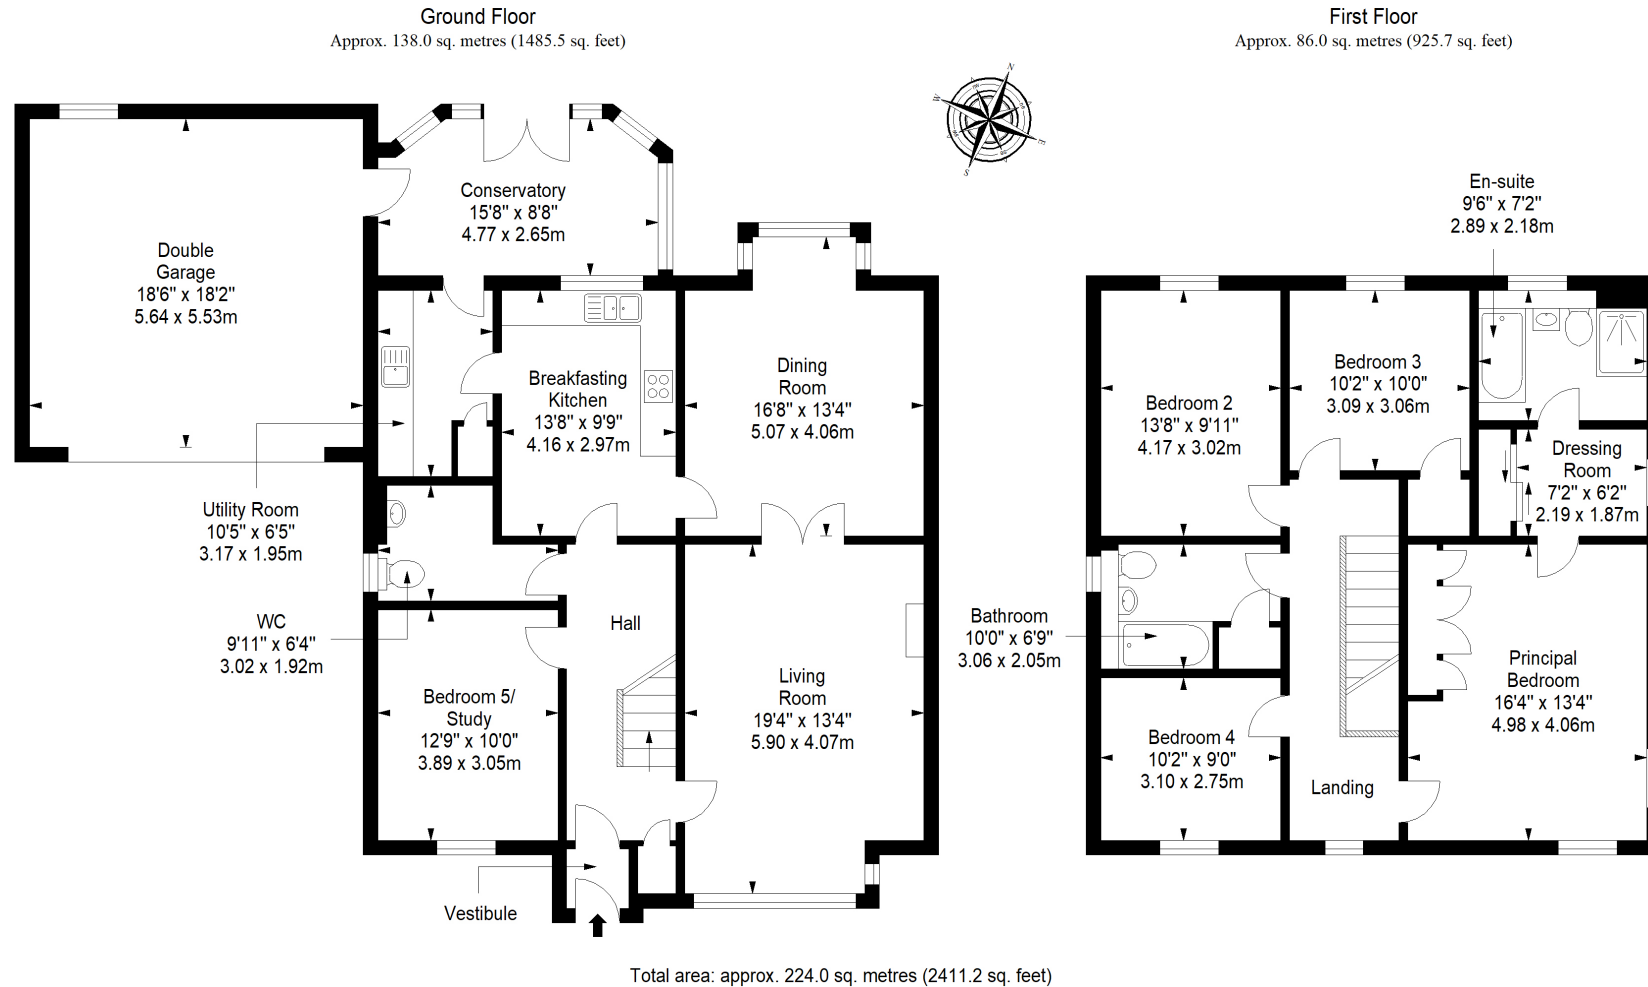 Ground Floor
Approx. 138.0 sq. metres (1485.5 sq. feet)
First Floor
Approx. 86.0 sq. metres (925.7 sq. feet)
N
W
E
S
Conservatory
15'8" x 8'8"
4.77 x 2.65m
Double
Garage
18'6" x 18'2"
5.64 x 5.53m
Breakfasting
Kitchen
13'8" x 9'9"
4.16 x 2.97m
Dining
Room
16'8" x 13'4"
5.07 x 4.06m
Utility Room
10'5" x 6'5"
3.17 x 1.95m
WC
9'11" x 6'4"
3.02 x 1.92m
Hall
Bedroom 5/
Study
12'9" x 10'0"
3.89 x 3.05m
Living
Room
19'4" x 13'4"
5.90 x 4.07m
Vestibule
En-suite
9'6" x 7'2"
2.89 x 2.18m
Bedroom 2
13'8" x 9'11"
4.17 x 3.02m
Bedroom 3
10'2" x 10'0"
3.09 x 3.06m
Dressing
Room
7'2" x 6'2"
2.19 x 1.87m
Bathroom
10'0" x 6'9"
3.06 x 2.05m
Principal
Bedroom
16'4" x 13'4"
4.98 x 4.06m
Bedroom 4
10'2" x 9'0"
3.10 x 2.75m
Landing
Total area: approx. 224.0 sq. metres (2411.2 sq. feet)